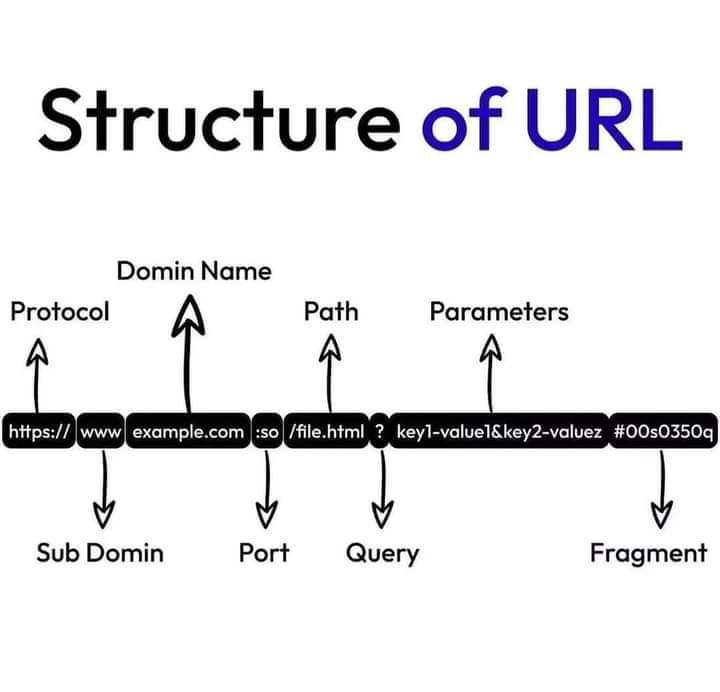 Structure of URL
Domin Name
Protocol
Path
Parameters
https:// www example.com :so /file.html ? key1-value1&key2-valuez #00s0350q
Sub Domin
Port
Query
Fragment